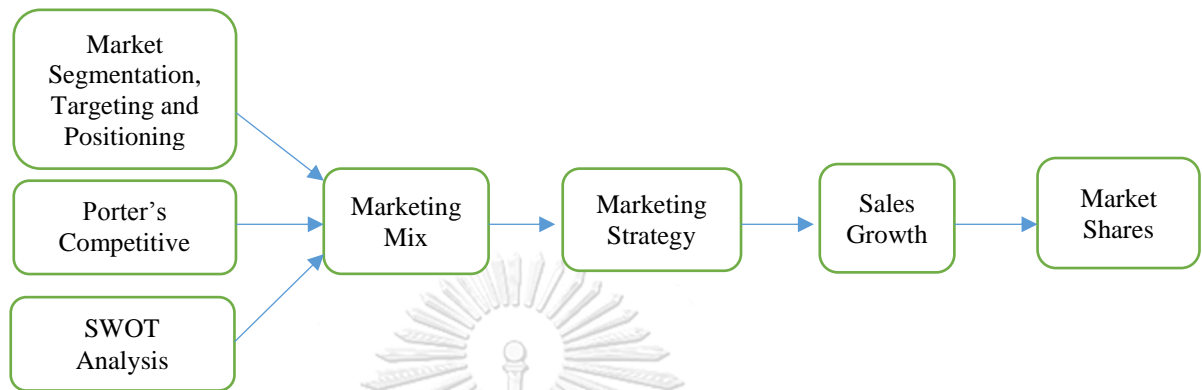 Market
Segmentation,
Targeting and
Positioning
Porter's
Competitive
SWOT
Analysis
Marketing
Mix
Marketing
Strategy
Sales
Growth
Market
Shares